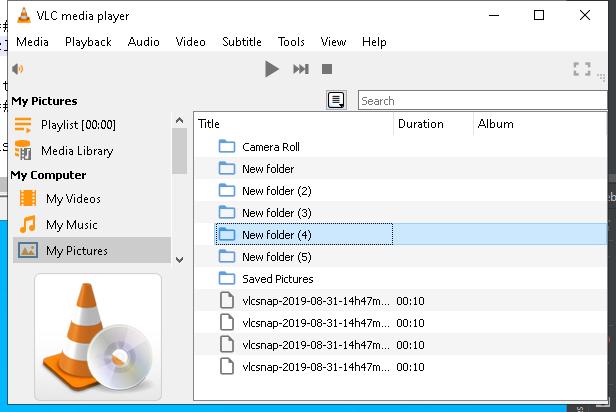 VLC media player
Media Playback Audio Video Subtitle Tools View Help
My Pictures
Playlist [00:00]
Media Library
My Computer
My Videos
My Music
My Pictures
Search
Title Duration Album
Camera Roll
New folder
New folder (2)
New folder (3)
New folder (4)
New folder (5)
Saved Pictures
vlcsnap-2019-08-31-14h47m... 00:10
vlcsnap-2019-08-31-14h47m... 00:10
vlcsnap-2019-08-31-14h47m... 00:10
vlcsnap-2019-08-31-14h47m... 00:10